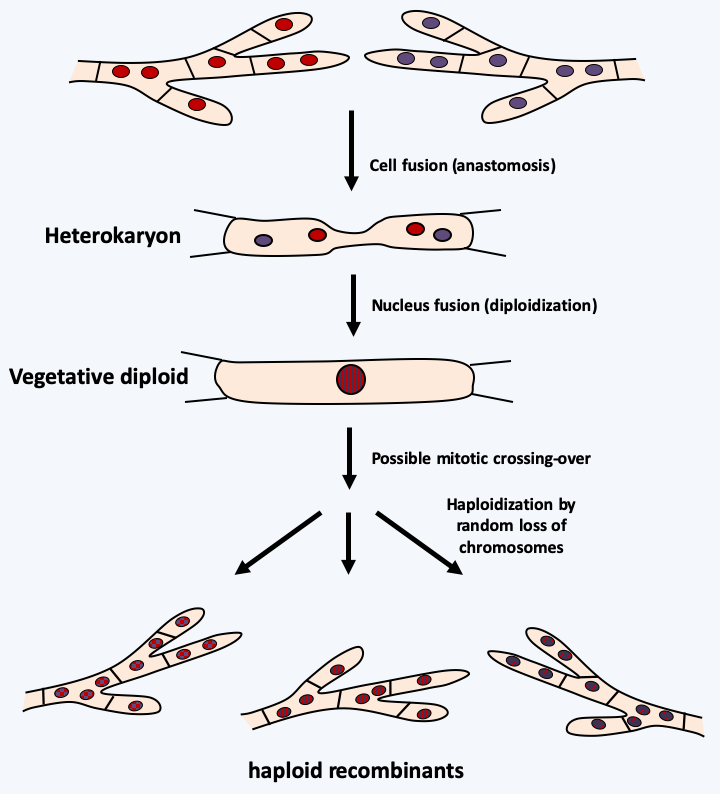 Cell fusion (anastomosis)
Heterokaryon
Nucleus fusion (diploidization)
Vegetative diploid
Possible mitotic crossing-over
Haploidization by
random loss of
chromosomes
haploid recombinants